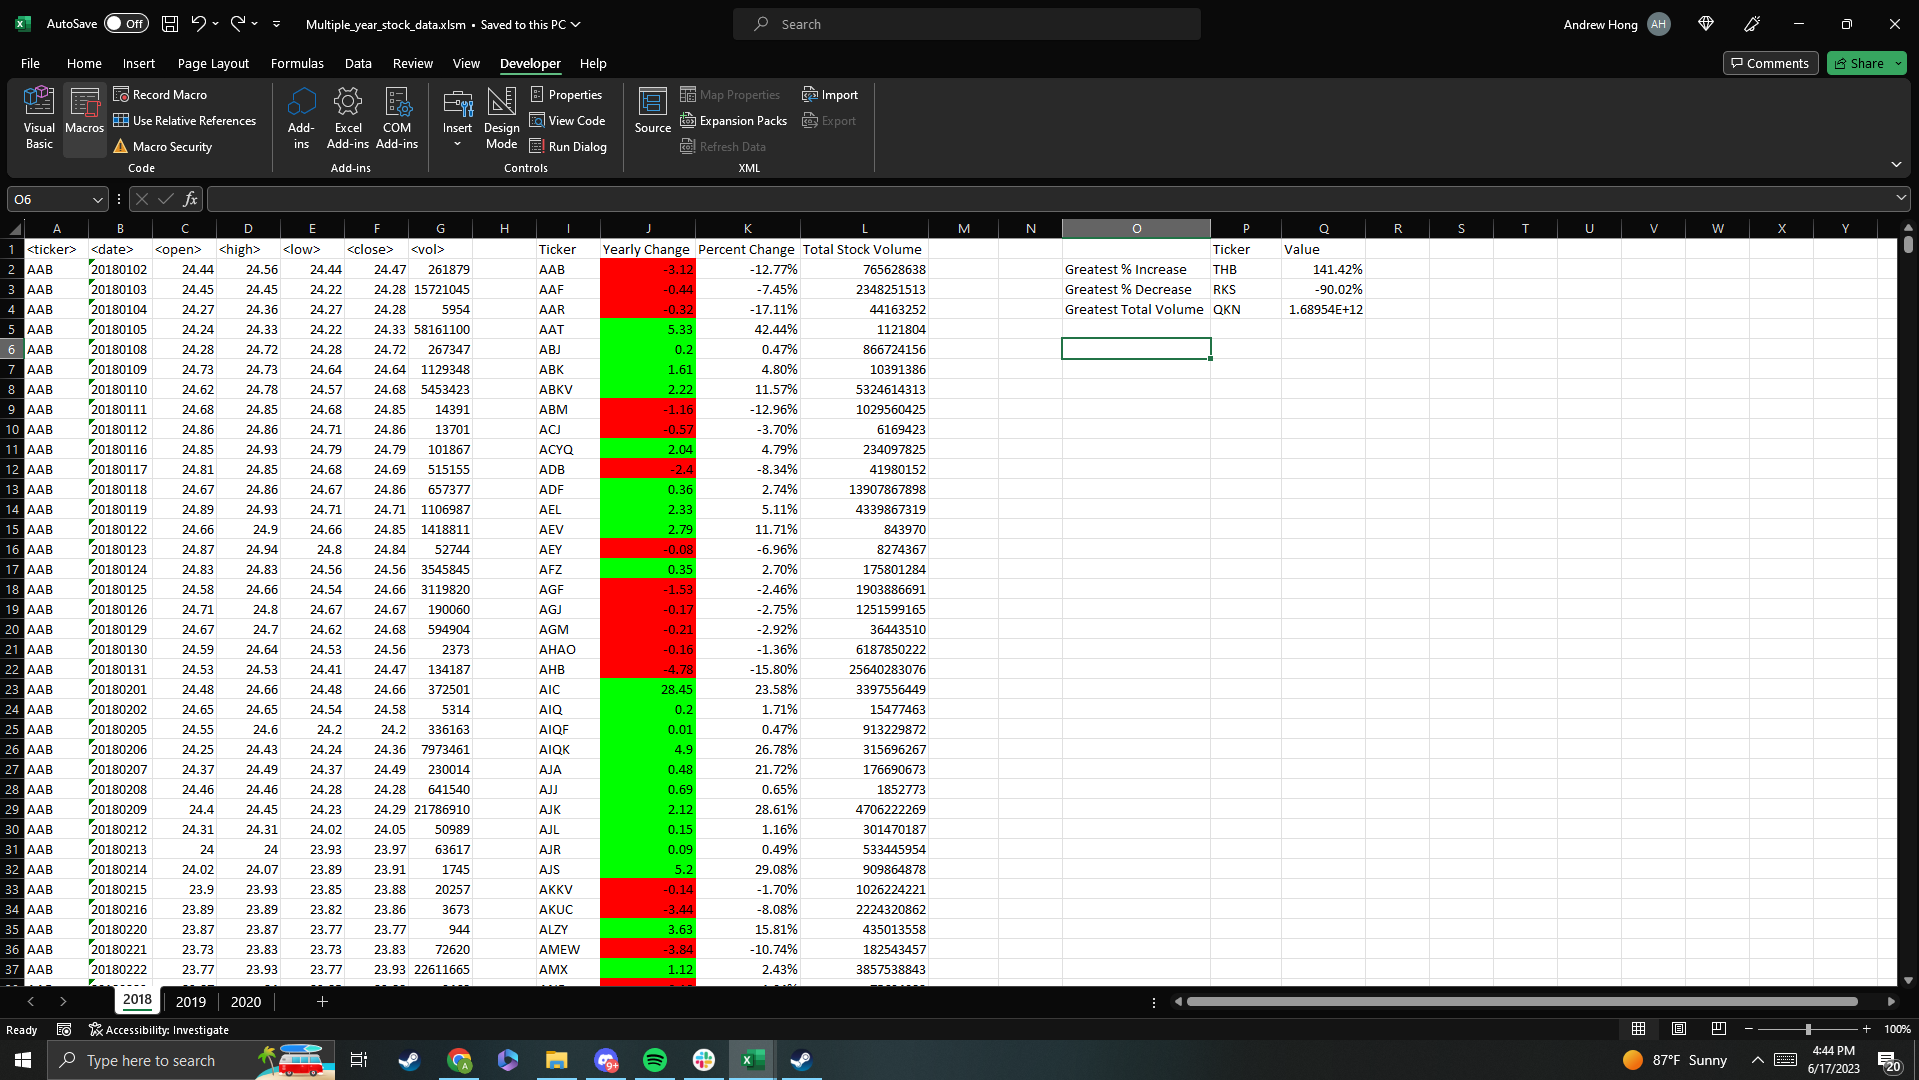 AutoSave Off Multiple_year_stock_data.xlsm • Saved to this PC Search Andrew Hong AH
File Home Insert Page Layout Formulas Data Review View Developer Help Comments Share
Visual Basic Macros Record Macro Use Relative References Macro Security Code
Add-ins Excel Add-ins COM Add-ins Add-ins
Insert Design Mode Properties View Code Run Dialog Controls
Source Map Properties Expansion Packs Refresh Data Import Export XML
O6 fx
A B C D E F G H I J K L M N O P Q R S T U V W X Y
1 <ticker> <date> <open> <high> <low> <close> <vol> Ticker Yearly Change Percent Change Total Stock Volume Ticker Value
2 AAB 20180102 24.44 24.56 24.44 24.47 261879 AAB -3.12 -12.77% 765628638 Greatest % Increase THB 141.42%
3 AAB 20180103 24.45 24.45 24.22 24.28 15721045 AAF -0.44 -7.45% 2348251513 Greatest % Decrease RKS -90.02%
4 AAB 20180104 24.27 24.36 24.27 24.28 5954 AAR -0.32 -17.11% 44163252 Greatest Total Volume QKN 1.68954E+12
5 AAB 20180105 24.24 24.33 24.22 24.33 58161100 AAT 5.33 42.44% 1121804
6 AAB 20180108 24.28 24.72 24.28 24.72 267347 ABJ 0.2 0.47% 866724156
7 AAB 20180109 24.73 24.73 24.64 24.64 1129348 ABK 1.61 4.80% 10391386
8 AAB 20180110 24.62 24.78 24.57 24.68 5453423 ABKV 2.22 11.57% 5324614313
9 AAB 20180111 24.68 24.85 24.68 24.85 14391 ABM -1.16 -12.96% 1029560425
10 AAB 20180112 24.86 24.86 24.71 24.86 13701 ACJ -0.57 -3.70% 6169423
11 AAB 20180116 24.85 24.93 24.79 24.79 101867 ACYQ 2.04 4.79% 234097825
12 AAB 20180117 24.81 24.85 24.68 24.69 515155 ADB -2.4 -8.34% 41980152
13 AAB 20180118 24.67 24.86 24.67 24.86 657377 ADF 0.36 2.74% 13907867898
14 AAB 20180119 24.89 24.93 24.71 24.71 1106987 AEL 2.33 5.11% 4339867319
15 AAB 20180122 24.66 24.9 24.66 24.85 1418811 AEV 2.79 11.71% 843970
16 AAB 20180123 24.87 24.94 24.8 24.84 52744 AEY -0.08 -6.96% 8274367
17 AAB 20180124 24.83 24.83 24.56 24.56 3545845 AFZ 0.35 2.70% 175801284
18 AAB 20180125 24.58 24.66 24.54 24.66 3119820 AGF -1.53 -2.46% 1903886691
19 AAB 20180126 24.71 24.8 24.67 24.67 190060 AGJ -0.17 -2.75% 1251599165
20 AAB 20180129 24.67 24.7 24.62 24.68 594904 AGM -0.21 -2.92% 36443510
21 AAB 20180130 24.59 24.64 24.53 24.56 2373 AHAO -0.16 -1.36% 6187850222
22 AAB 20180131 24.53 24.53 24.41 24.47 134187 AHB -4.78 -15.80% 25640283076
23 AAB 20180201 24.48 24.66 24.48 24.66 372501 AIC 28.45 23.58% 3397556449
24 AAB 20180202 24.65 24.65 24.54 24.58 5314 AIQ 0.2 1.71% 15477463
25 AAB 20180205 24.55 24.6 24.2 24.2 336163 AIQF 0.01 0.47% 913229872
26 AAB 20180206 24.25 24.43 24.24 24.36 7973461 AIQK 4.9 26.78% 315696267
27 AAB 20180207 24.37 24.49 24.37 24.49 230014 AJA 0.48 21.72% 176690673
28 AAB 20180208 24.46 24.46 24.28 24.28 641540 AJJ 0.69 0.65% 1852773
29 AAB 20180209 24.4 24.45 24.23 24.29 21786910 AJK 2.12 28.61% 4706222269
30 AAB 20180212 24.31 24.31 24.02 24.05 50989 AJL 0.15 1.16% 301470187
31 AAB 20180213 24 24 23.93 23.97 63617 AJR 0.09 0.49% 533445954
32 AAB 20180214 24.02 24.07 23.89 23.91 1745 AJS 5.2 29.08% 909864878
33 AAB 20180215 23.9 23.93 23.85 23.88 20257 AKKV -0.14 -1.70% 1026224221
34 AAB 20180216 23.89 23.89 23.82 23.86 3673 AKUC -3.44 -8.08% 2224320862
35 AAB 20180220 23.87 23.87 23.77 23.77 944 ALZY 3.63 15.81% 435013558
36 AAB 20180221 23.73 23.83 23.73 23.83 72620 AMEW -3.84 -10.74% 182543457
37 AAB 20180222 23.77 23.93 23.77 23.93 22611665 AMX 1.12 2.43% 3857538843
2018 2019 2020
Ready Accessibility: Investigate 100%
Type here to search 87°F Sunny 4:44 PM
6/17/2023 20